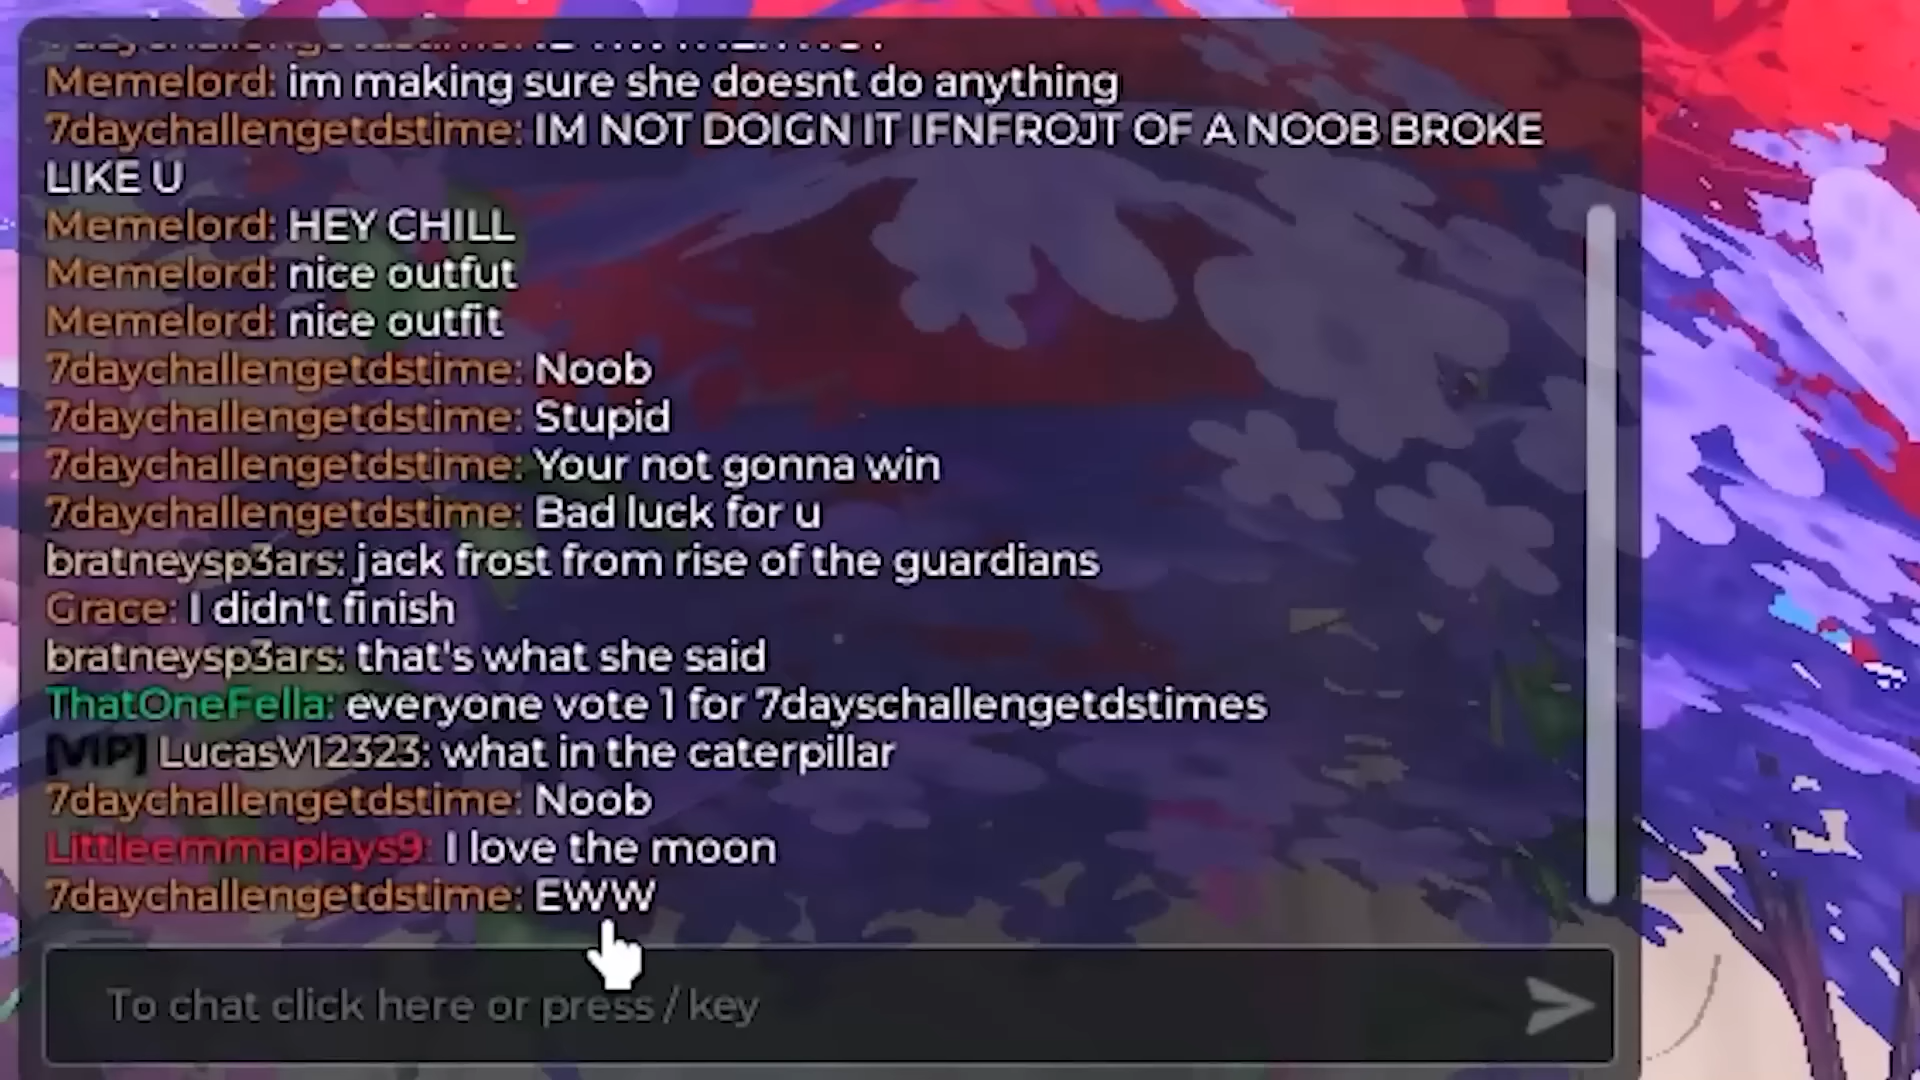 Memelord: im making sure she doesnt do anything
7daychallengetdstime: IM NOT DOIGN IT IFNFROJT OF A NOOB BROKE
LIKE U
Memelord: HEY CHILL
Memelord: nice outfut
Memelord: nice outfit
7daychallengetdstime: Noob
7daychallengetdstime: Stupid
7daychallengetdstime: Your not gonna win
7daychallengetdstime: Bad luck for u
bratneysp3ars: jack frost from rise of the guardians
Grace: I didn't finish
bratneysp3ars: that's what she said
ThatOneFella: everyone vote 1 for 7dayschallengetdstimes
[VIP] LucasV12323: what in the caterpillar
7daychallengetdstime: Noob
Littleemmaplays9: I love the moon
7daychallengetdstime: EWW
To chat click here or press / key